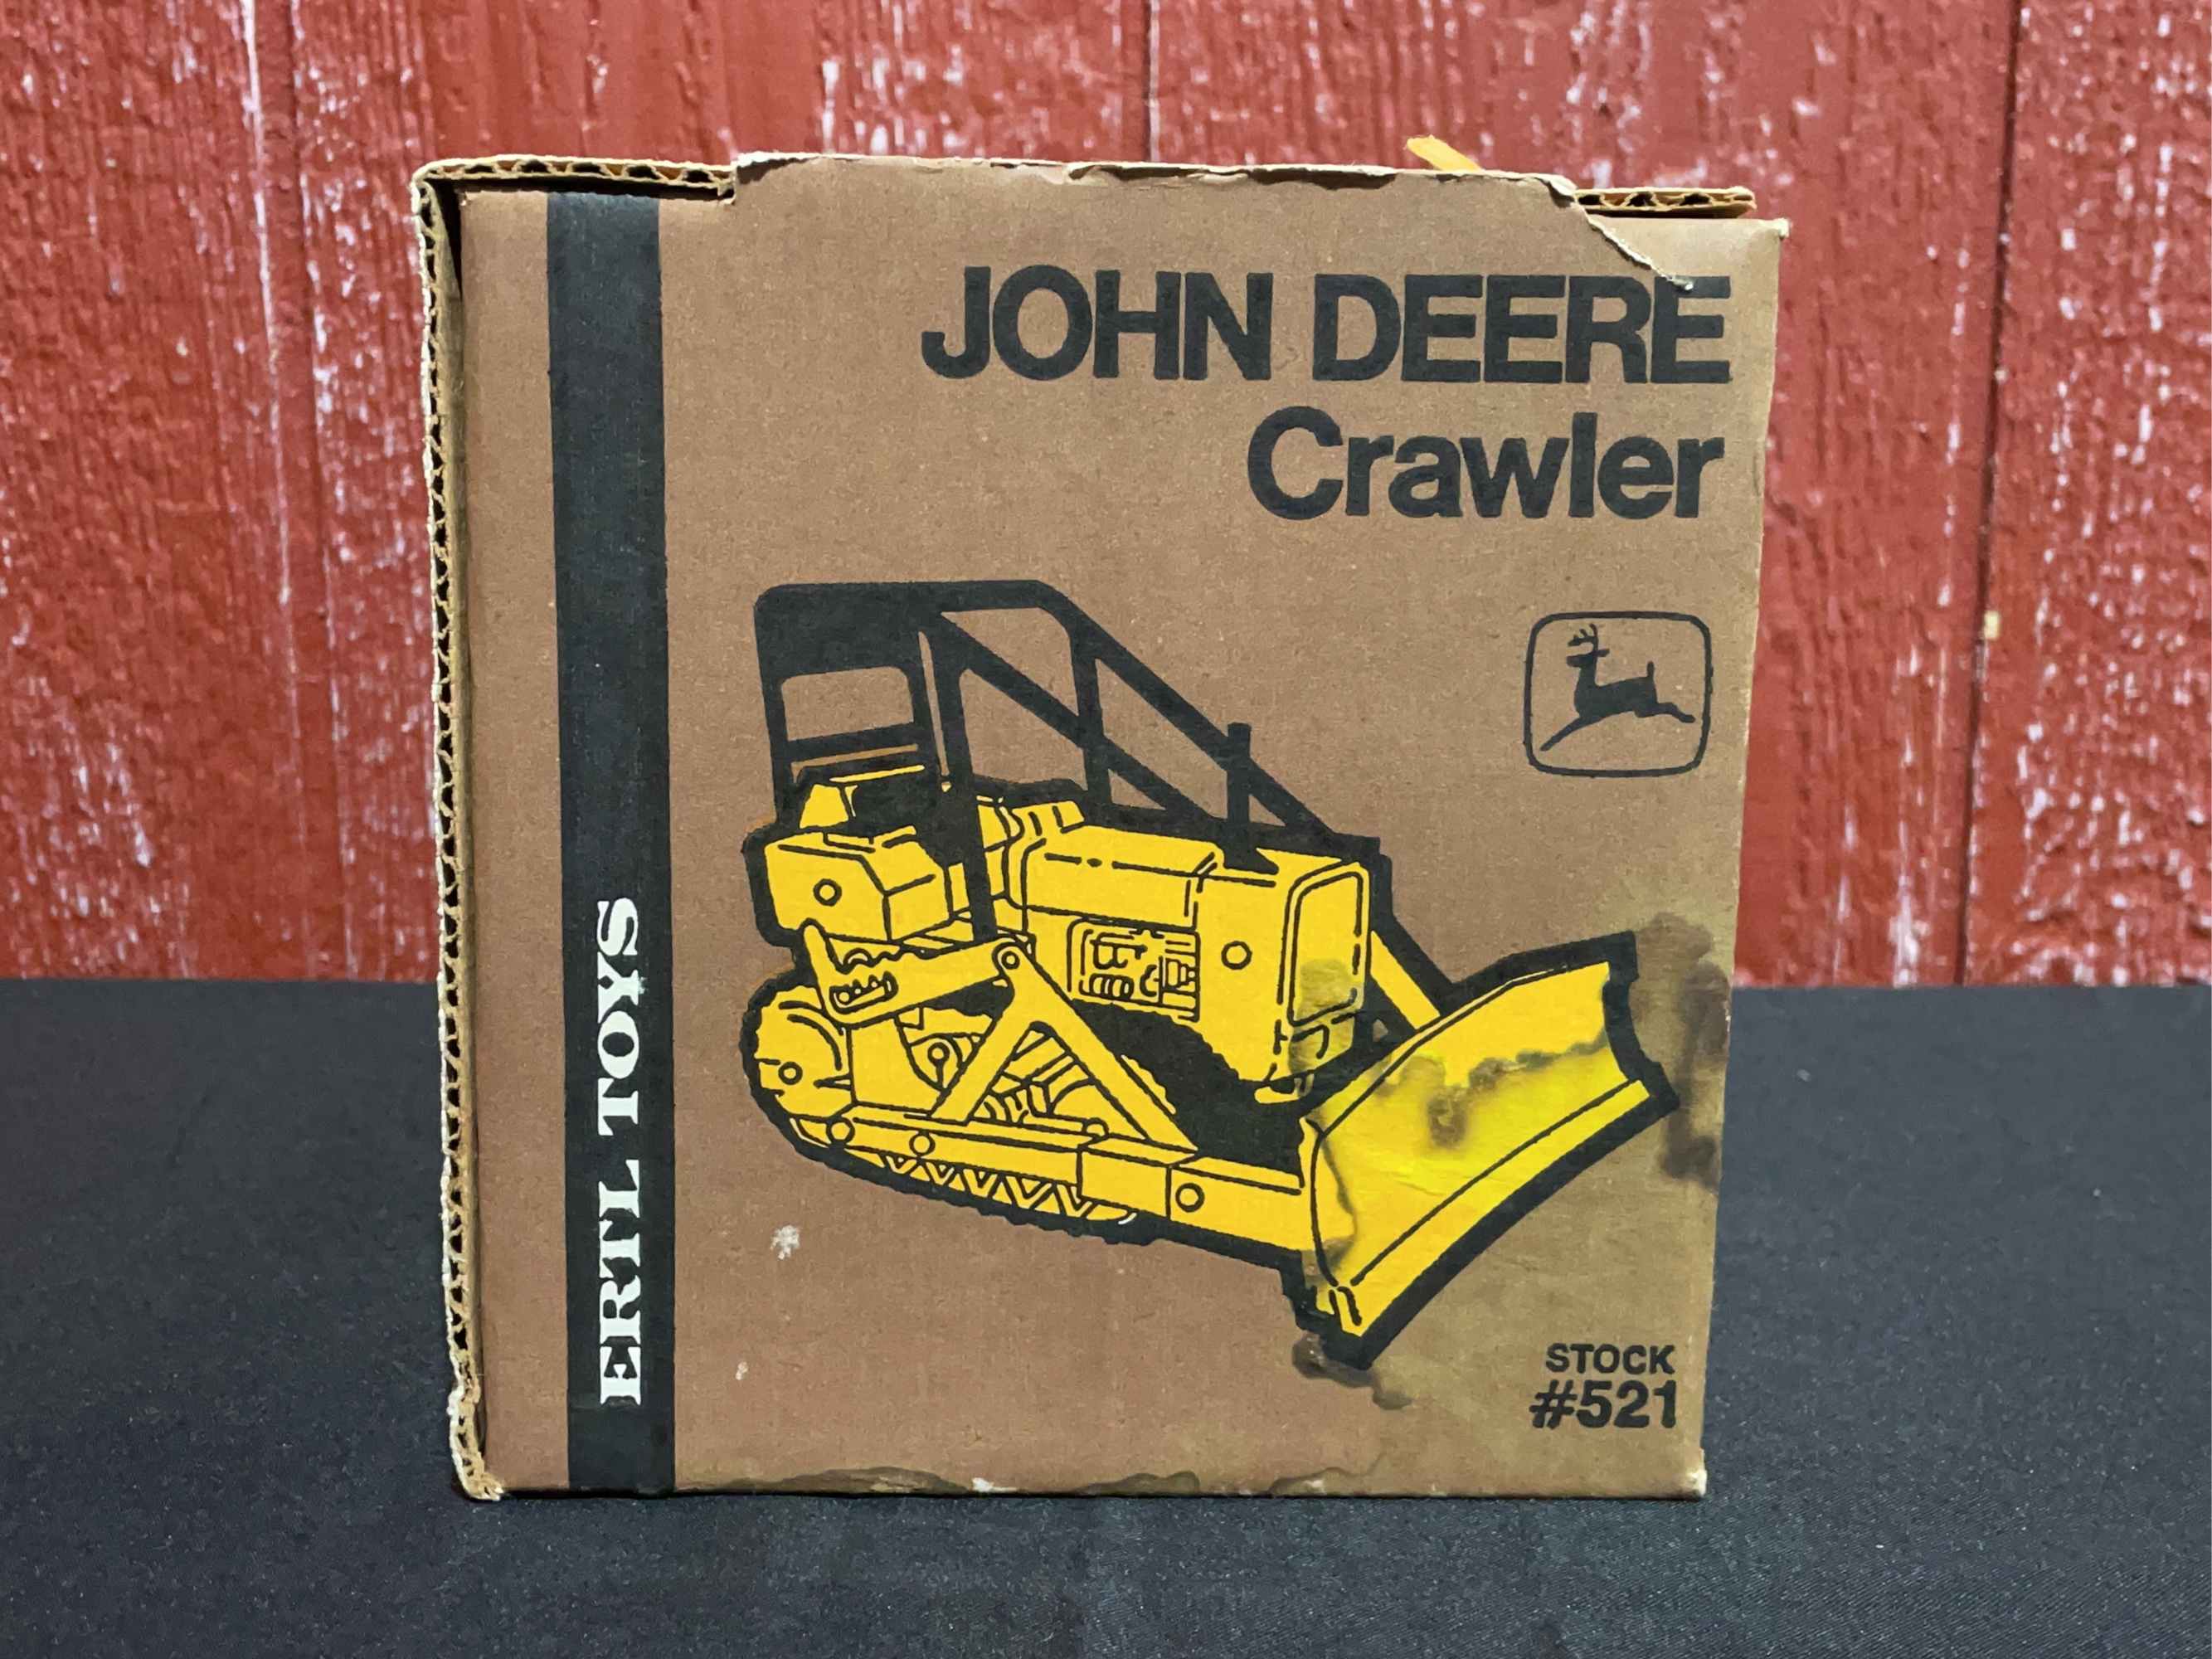 JOHN DEERE
Crawler
ERTL TOYS
STOCK
#521